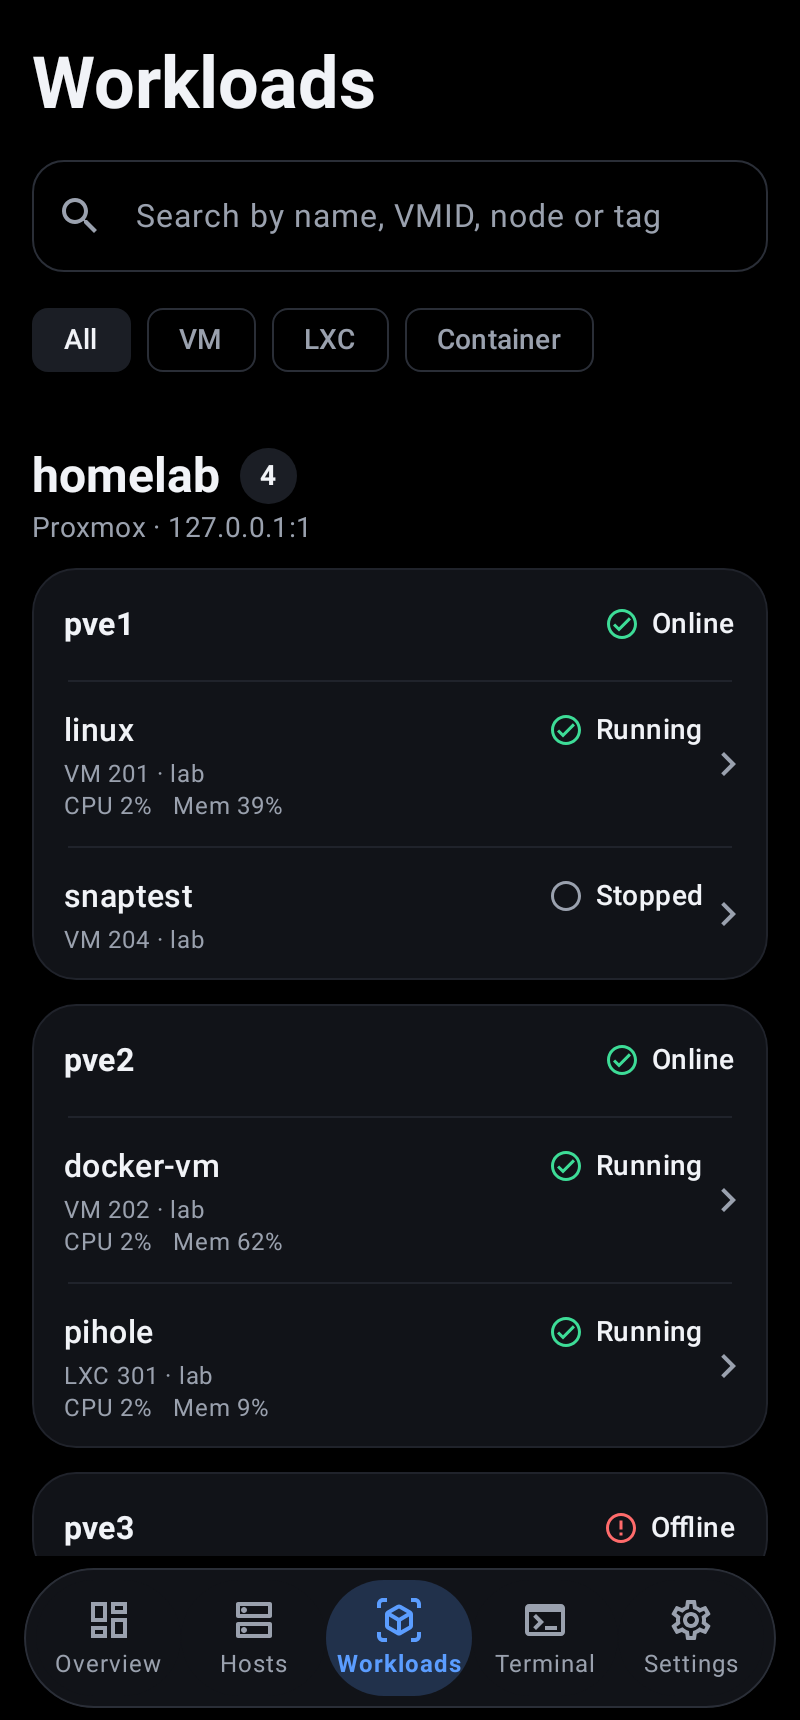 Workloads
Search by name, VMID, node or tag
All VM LXC Container
homelab 4
Proxmox · 127.0.0.1:1
pve1 Online
linux Running
VM 201 · lab
CPU 2% Mem 39%
snaptest Stopped
VM 204 · lab
pve2 Online
docker-vm Running
VM 202 · lab
CPU 2% Mem 62%
pihole Running
LXC 301 · lab
CPU 2% Mem 9%
pve3 Offline
Overview Hosts Workloads Terminal Settings